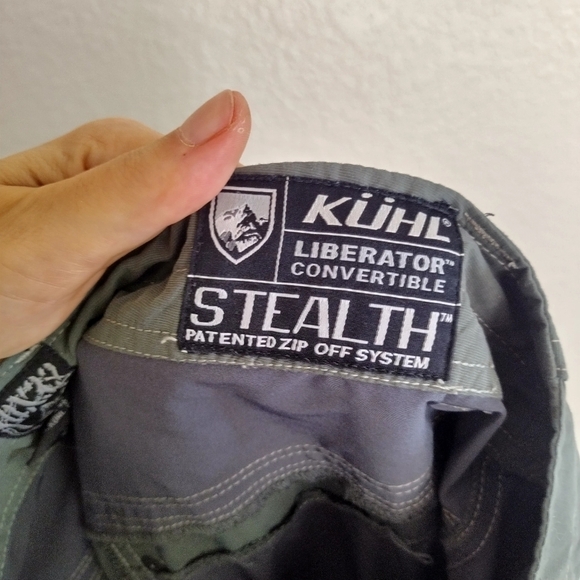 KÜHL®
LIBERATOR™
CONVERTIBLE
STEALTH™
PATENTED ZIP OFF SYSTEM